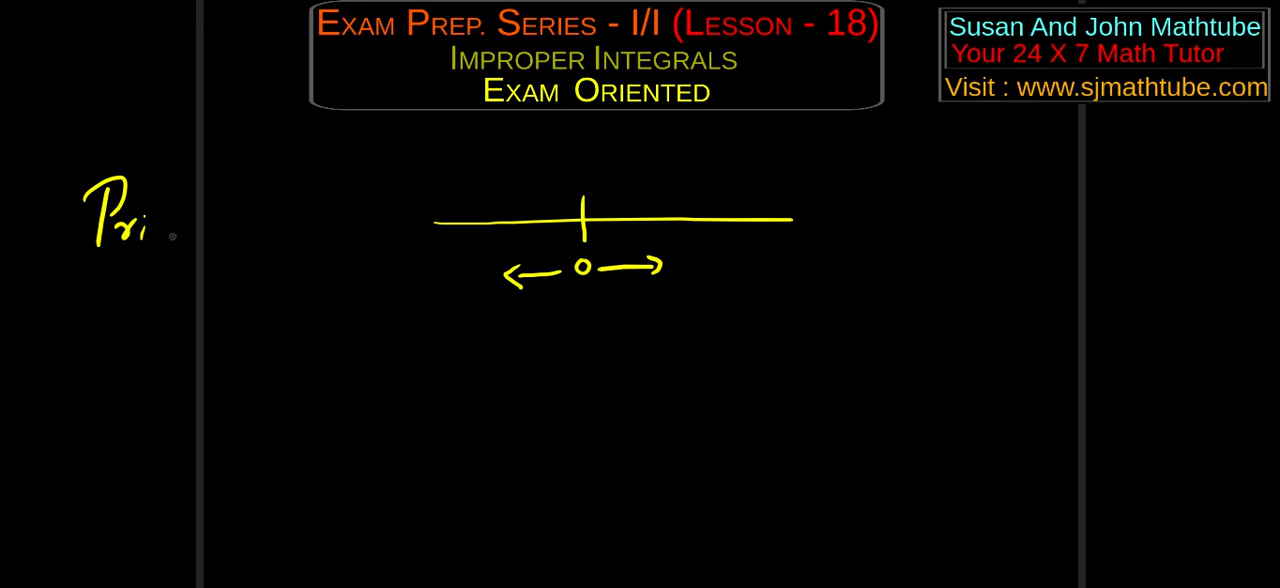 Exam Prep. Series - I/I (Lesson - 18)
Improper Integrals
Exam Oriented
Susan And John Mathtube
Your 24 X 7 Math Tutor
Visit : www.sjmathtube.com
Pri
0